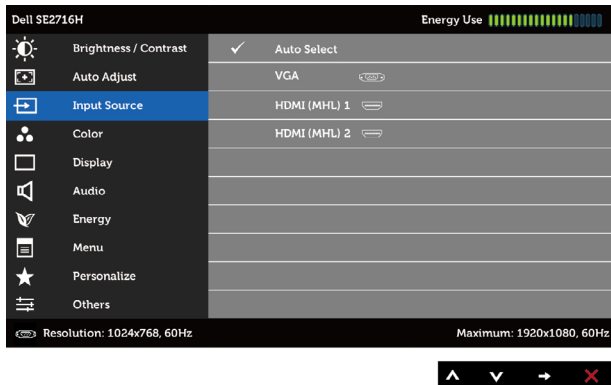 Dell SE2716H Energy Use
Brightness / Contrast Auto Select
Auto Adjust VGA
Input Source HDMI (MHL) 1
Color HDMI (MHL) 2
Display
Audio
Energy
Menu
Personalize
Others
Resolution: 1024x768, 60Hz Maximum: 1920x1080, 60Hz